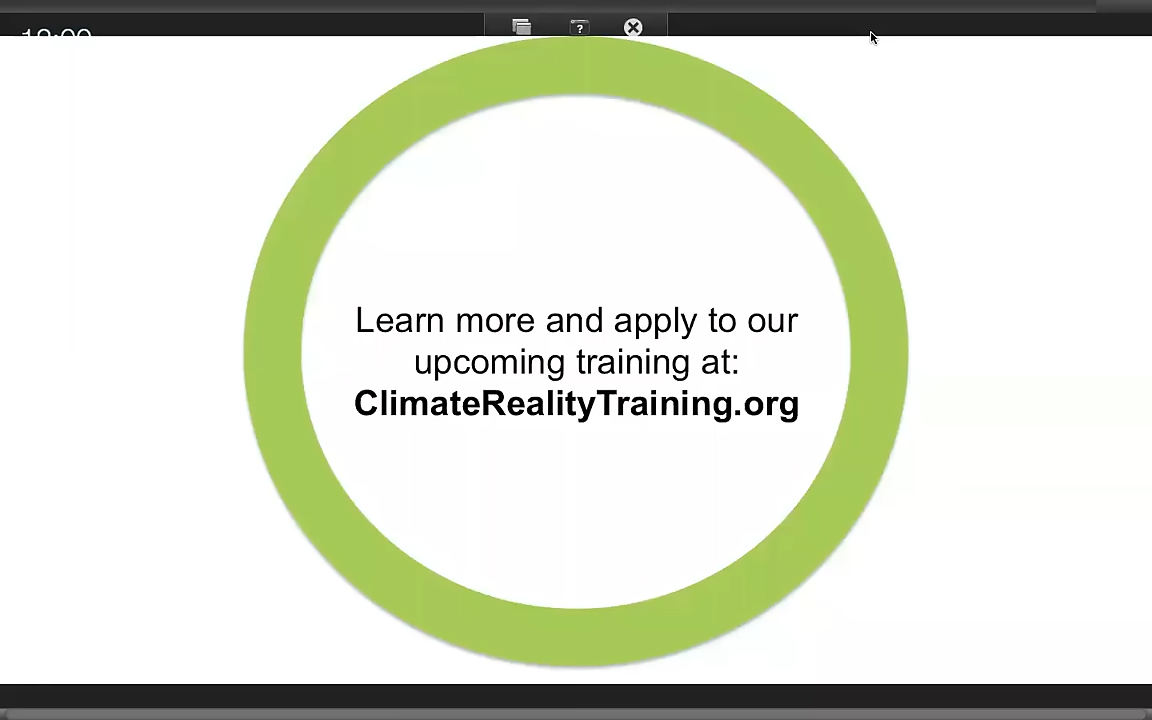 Learn more and apply to our
upcoming training at:
ClimateRealityTraining.org